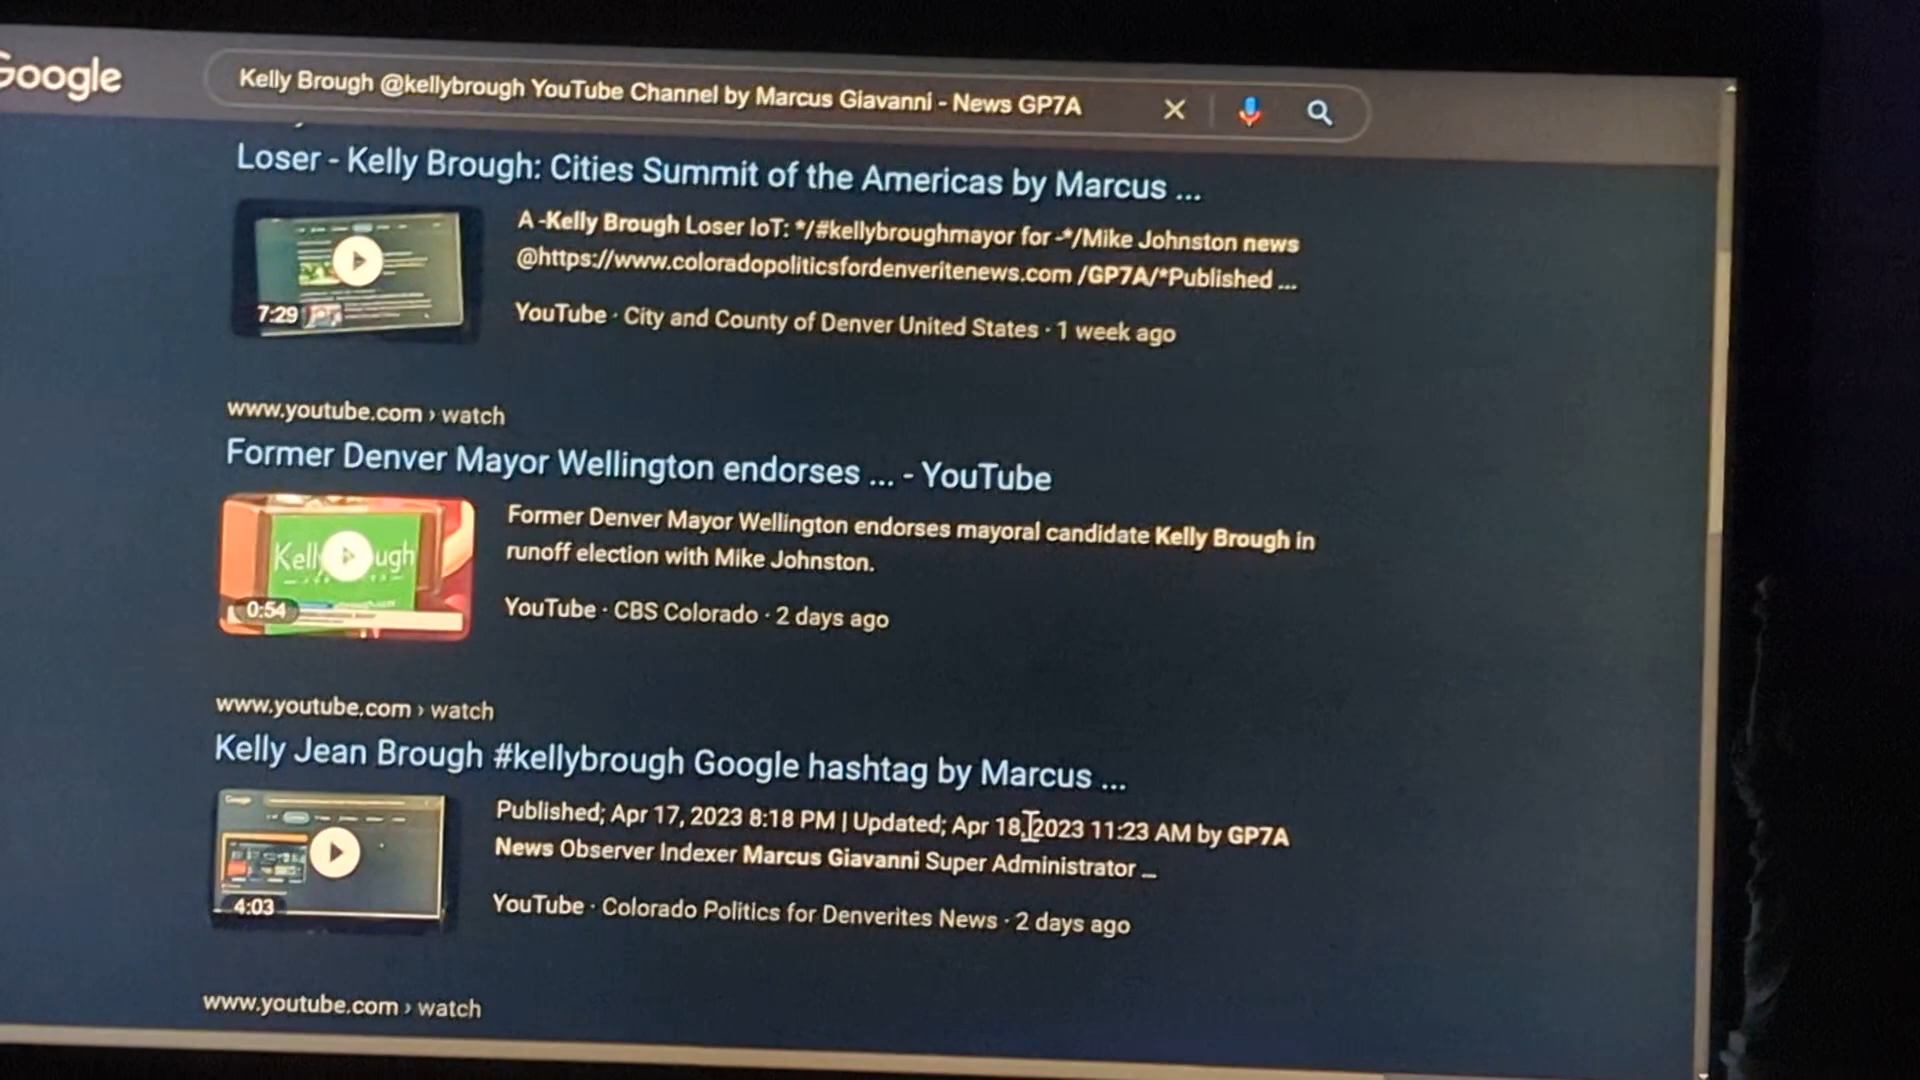 Google
Kelly Brough @kellybrough YouTube Channel by Marcus Giavanni - News GP7A
Loser - Kelly Brough: Cities Summit of the Americas by Marcus ...
A -Kelly Brough Loser IoT: */#kellybroughmayor for -*/Mike Johnston news
@https://www.coloradopoliticsfordenveritenews.com /GP7A/*Published ...
7:29
YouTube · City and County of Denver United States · 1 week ago
www.youtube.com › watch
Former Denver Mayor Wellington endorses ... - YouTube
Former Denver Mayor Wellington endorses mayoral candidate Kelly Brough in
runoff election with Mike Johnston.
0:54
YouTube · CBS Colorado · 2 days ago
www.youtube.com › watch
Kelly Jean Brough #kellybrough Google hashtag by Marcus ...
Published; Apr 17, 2023 8:18 PM | Updated; Apr 18, 2023 11:23 AM by GP7A
News Observer Indexer Marcus Giavanni Super Administrator ...
4:03
YouTube · Colorado Politics for Denverites News · 2 days ago
www.youtube.com › watch